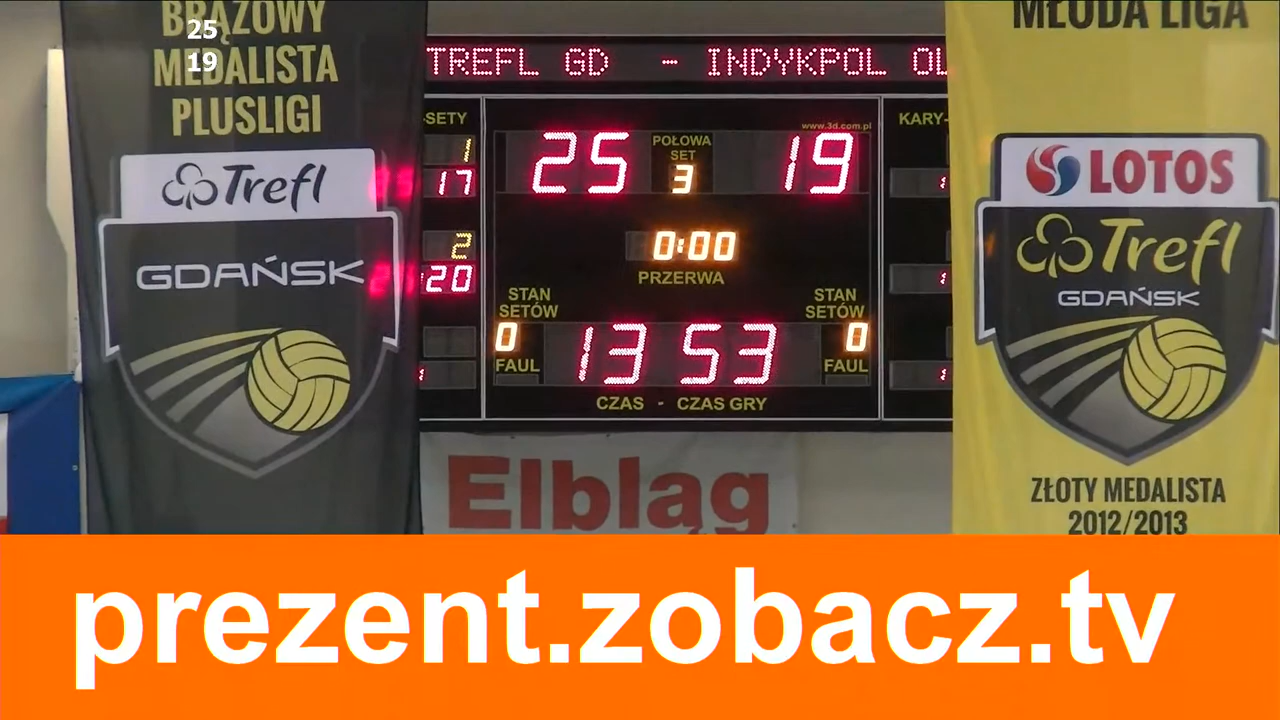 BRĄZOWY
MEDALISTA
PLUSLIGI
25
19
Trefl
GDAŃSK
TREFL GD - INDYKPOL OL
-SETY
1
17
2
20
www.3d.com.pl
KARY-
25 POŁOWA 19
SET
3
0:00
PRZERWA
STAN
SETÓW
0
FAUL
13 53
STAN
SETÓW
0
FAUL
CZAS - CZAS GRY
Elbląg
MŁODA LIGA
LOTOS
Trefl
GDAŃSK
ZŁOTY MEDALISTA
2012/2013
prezent.zobacz.tv